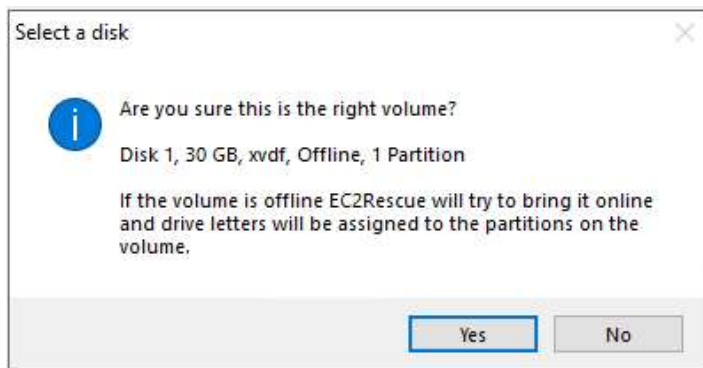 Select a disk
Are you sure this is the right volume?
Disk 1, 30 GB, xvdf, Offline, 1 Partition
If the volume is offline EC2Rescue will try to bring it online
and drive letters will be assigned to the partitions on the
volume.
Yes
No